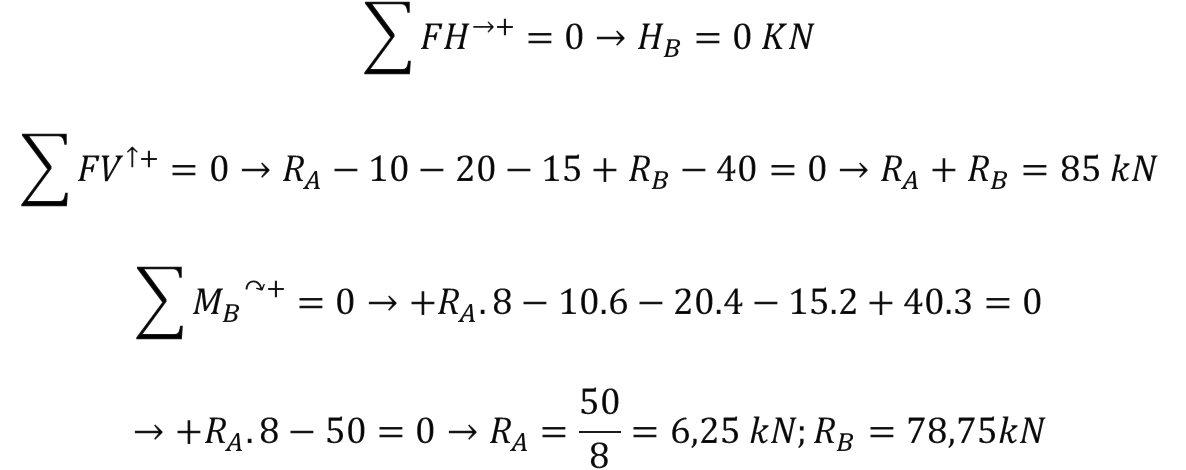 ∑ FH→+ = 0 → H_B = 0 KN
∑ FV↑+ = 0 → R_A − 10 − 20 − 15 + R_B − 40 = 0 → R_A + R_B = 85 kN
∑ M_B↷+ = 0 → +R_A. 8 − 10.6 − 20.4 − 15.2 + 40.3 = 0
→ +R_A. 8 − 50 = 0 → R_A = 50/8 = 6,25 kN; R_B = 78,75kN